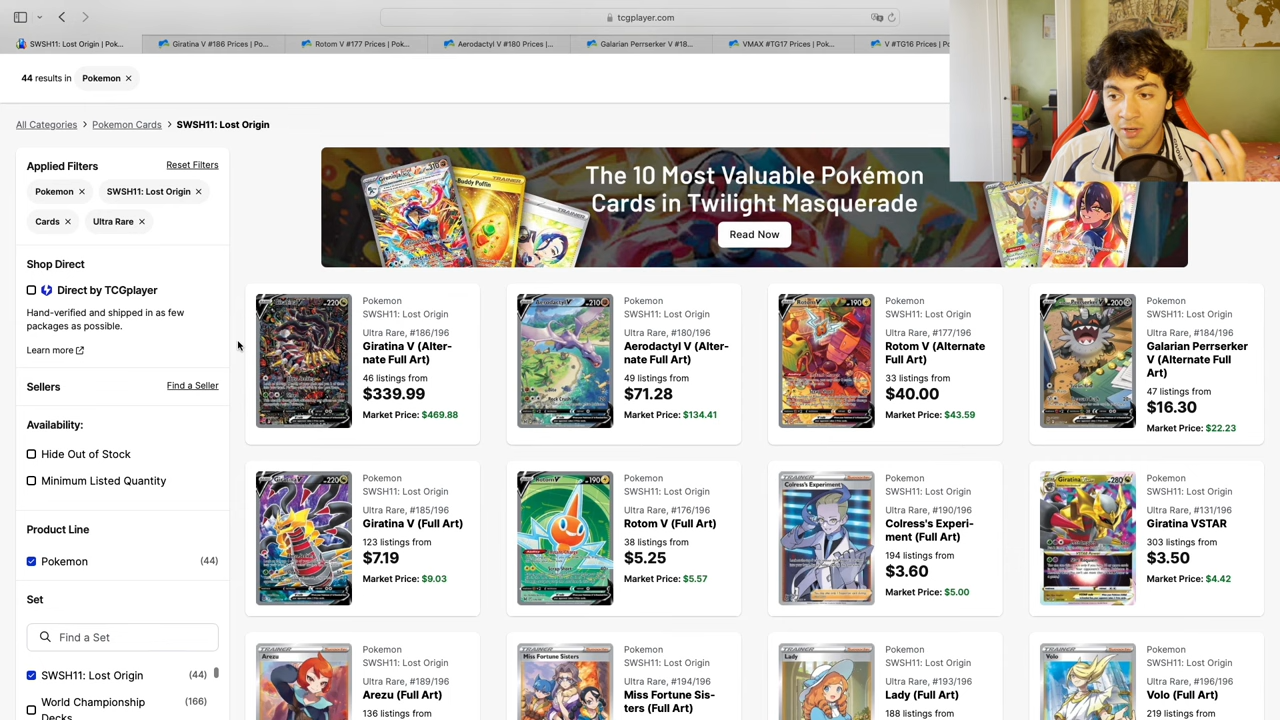 tcgplayer.com
SWSH11: Lost Origin | Pok...
Giratina V #186 Prices | Po...
Rotom V #177 Prices | Pok...
Aerodactyl V #180 Prices |...
Galarian Perrserker V #18...
VMAX #TG17 Prices | Pok...
V #TG16 Prices | Po
44 results in Pokemon
All Categories > Pokemon Cards > SWSH11: Lost Origin
Applied Filters Reset Filters
Pokemon SWSH11: Lost Origin
Cards Ultra Rare
Shop Direct
Direct by TCGplayer
Hand-verified and shipped in as few
packages as possible.
Learn more
Sellers Find a Seller
Availability:
Hide Out of Stock
Minimum Listed Quantity
Product Line
Pokemon (44)
Set
Find a Set
SWSH11: Lost Origin (44)
World Championship (166)
Decks
The 10 Most Valuable Pokémon
Cards in Twilight Masquerade
Read Now
Buddy Poffin
Pokemon
SWSH11: Lost Origin
Ultra Rare, #186/196
Giratina V (Alter-
nate Full Art)
46 listings from
$339.99
Market Price: $469.88
Pokemon
SWSH11: Lost Origin
Ultra Rare, #180/196
Aerodactyl V (Alter-
nate Full Art)
49 listings from
$71.28
Market Price: $134.41
Pokemon
SWSH11: Lost Origin
Ultra Rare, #177/196
Rotom V (Alternate
Full Art)
33 listings from
$40.00
Market Price: $43.59
Pokemon
SWSH11: Lost Origin
Ultra Rare, #184/196
Galarian Perrserker
V (Alternate Full
Art)
47 listings from
$16.30
Market Price: $22.23
Pokemon
SWSH11: Lost Origin
Ultra Rare, #185/196
Giratina V (Full Art)
123 listings from
$7.19
Market Price: $9.03
Pokemon
SWSH11: Lost Origin
Ultra Rare, #176/196
Rotom V (Full Art)
38 listings from
$5.25
Market Price: $5.57
Colress's Experiment
Pokemon
SWSH11: Lost Origin
Ultra Rare, #190/196
Colress's Experi-
ment (Full Art)
194 listings from
$3.60
Market Price: $5.00
Giratina
Pokemon
SWSH11: Lost Origin
Ultra Rare, #131/196
Giratina VSTAR
303 listings from
$3.50
Market Price: $4.42
TRAINER
Arezu
Pokemon
SWSH11: Lost Origin
Ultra Rare, #189/196
Arezu (Full Art)
136 listings from
TRAINER
Miss Fortune Sisters
Pokemon
SWSH11: Lost Origin
Ultra Rare, #194/196
Miss Fortune Sis-
ters (Full Art)
TRAINER
Lady
Pokemon
SWSH11: Lost Origin
Ultra Rare, #193/196
Lady (Full Art)
188 listings from
TRAINER
Volo
Pokemon
SWSH11: Lost Origin
Ultra Rare, #196/196
Volo (Full Art)
219 listings from